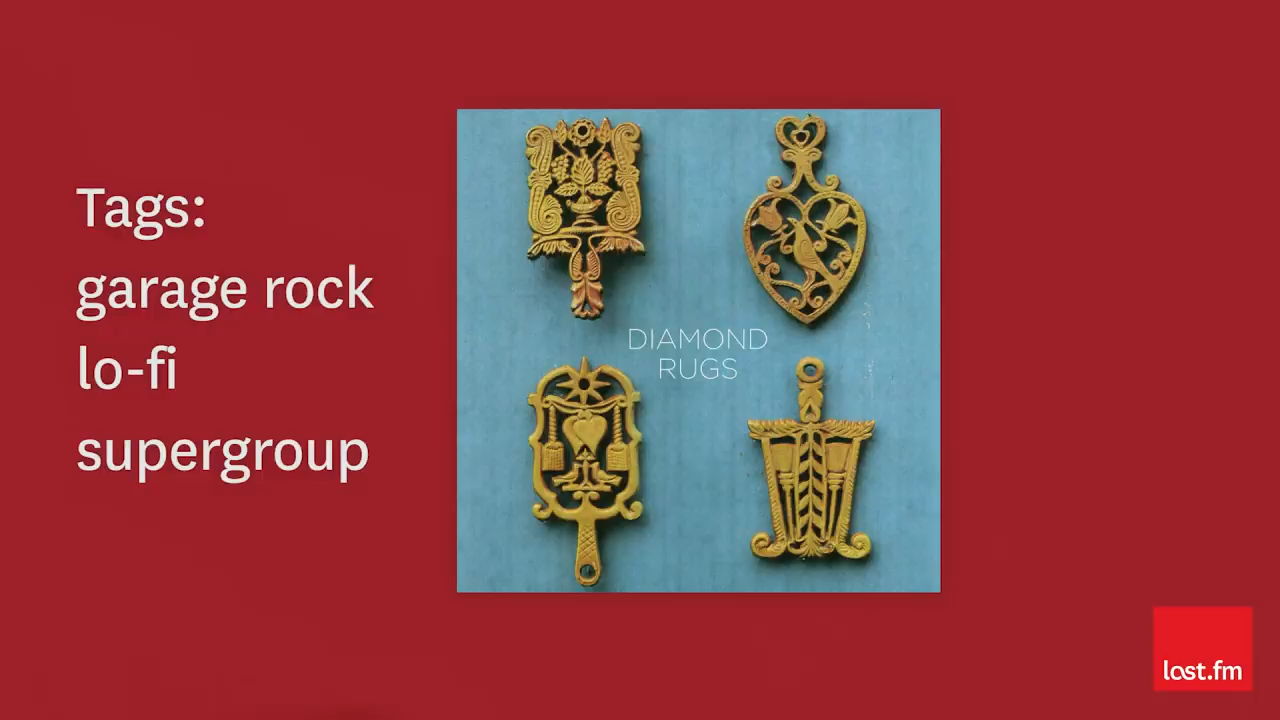 Tags:
garage rock
lo-fi
supergroup
DIAMOND
RUGS
last.fm